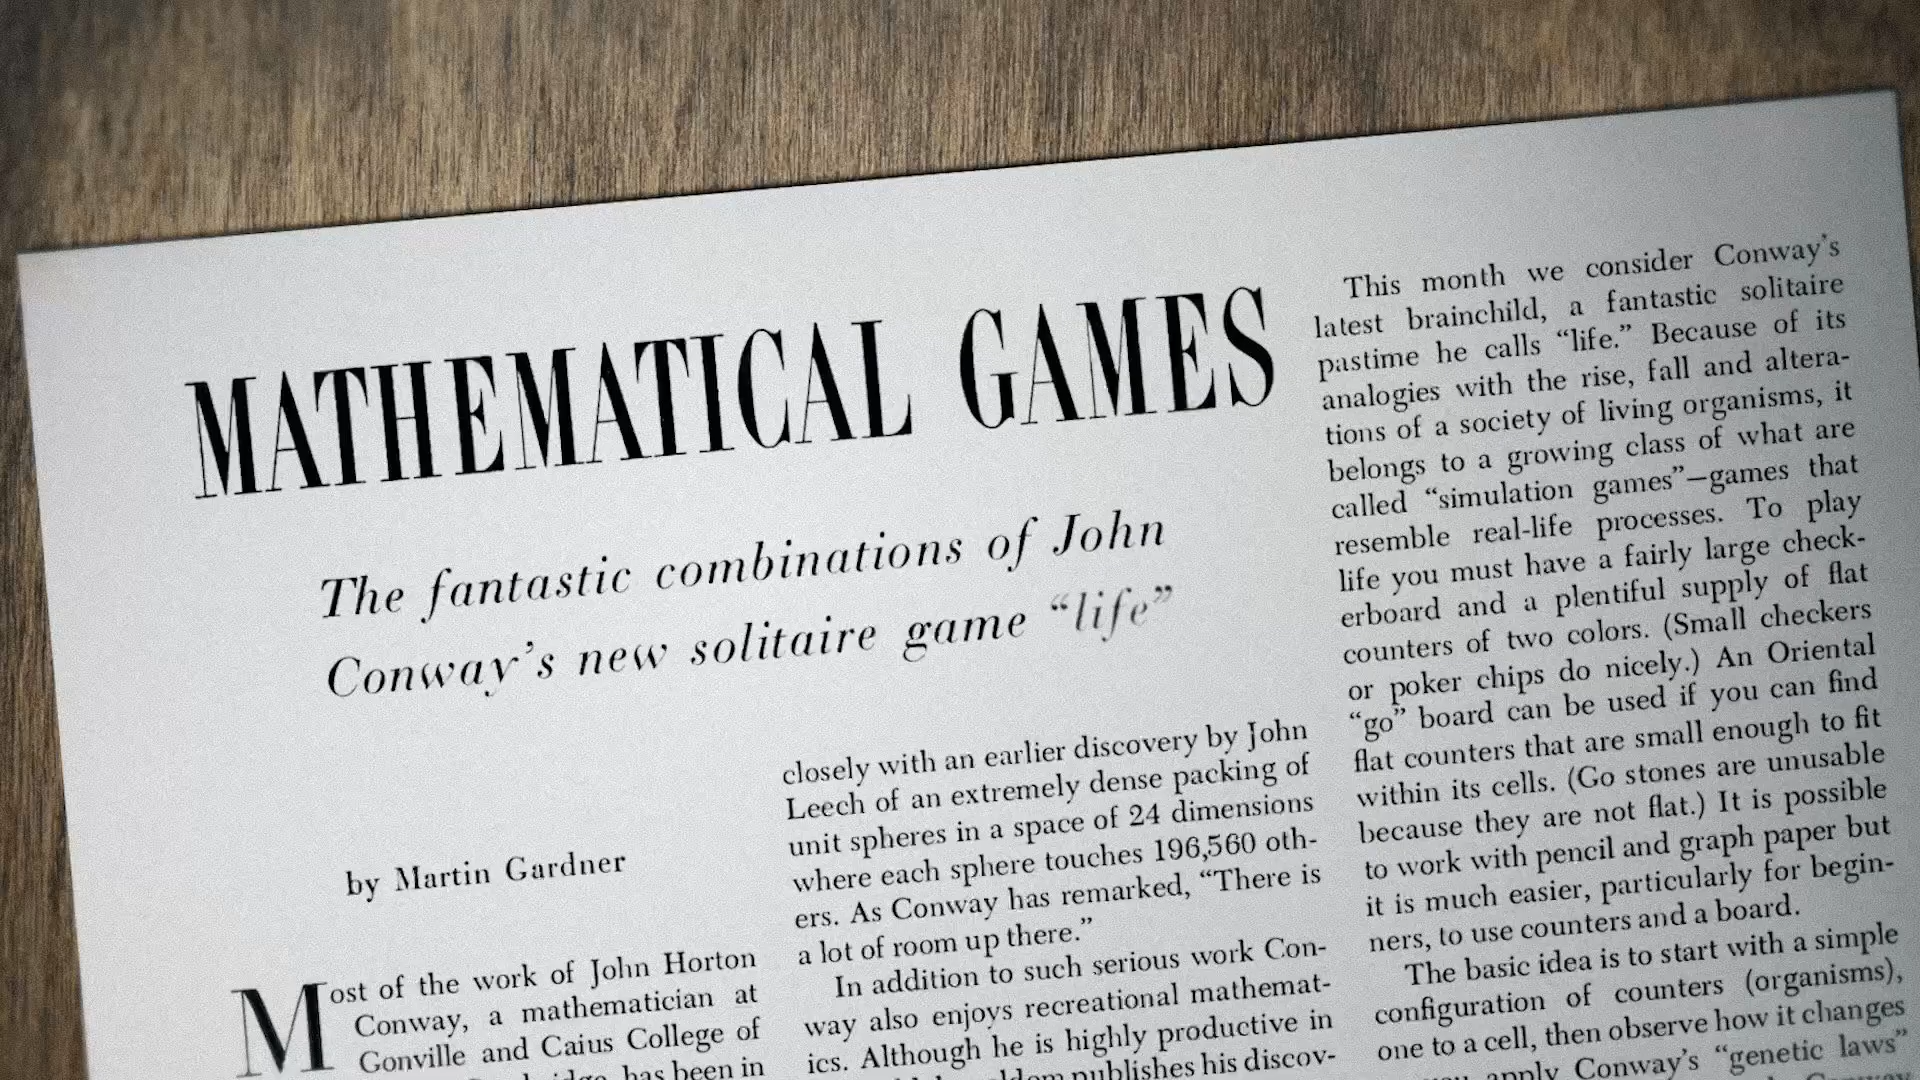 MATHEMATICAL GAMES
The fantastic combinations of John
Conway's new solitaire game “life”
by Martin Gardner
Most of the work of John Horton
Conway, a mathematician at
Gonville and Caius College of
has been in
closely with an earlier discovery by John
Leech of an extremely dense packing of
unit spheres in a space of 24 dimensions
where each sphere touches 196,560 oth-
ers. As Conway has remarked, “There is
a lot of room up there.”
In addition to such serious work Con-
way also enjoys recreational mathemat-
ics. Although he is highly productive in
publishes his discov-
This month we consider Conway's
latest brainchild, a fantastic solitaire
pastime he calls “life.” Because of its
analogies with the rise, fall and altera-
tions of a society of living organisms, it
belongs to a growing class of what are
called “simulation games”—games that
resemble real-life processes. To play
life you must have a fairly large check-
erboard and a plentiful supply of flat
counters of two colors. (Small checkers
or poker chips do nicely.) An Oriental
“go” board can be used if you can find
flat counters that are small enough to fit
within its cells. (Go stones are unusable
because they are not flat.) It is possible
to work with pencil and graph paper but
it is much easier, particularly for begin-
ners, to use counters and a board.
The basic idea is to start with a simple
configuration of counters (organisms),
one to a cell, then observe how it changes
apply Conway's “genetic laws”